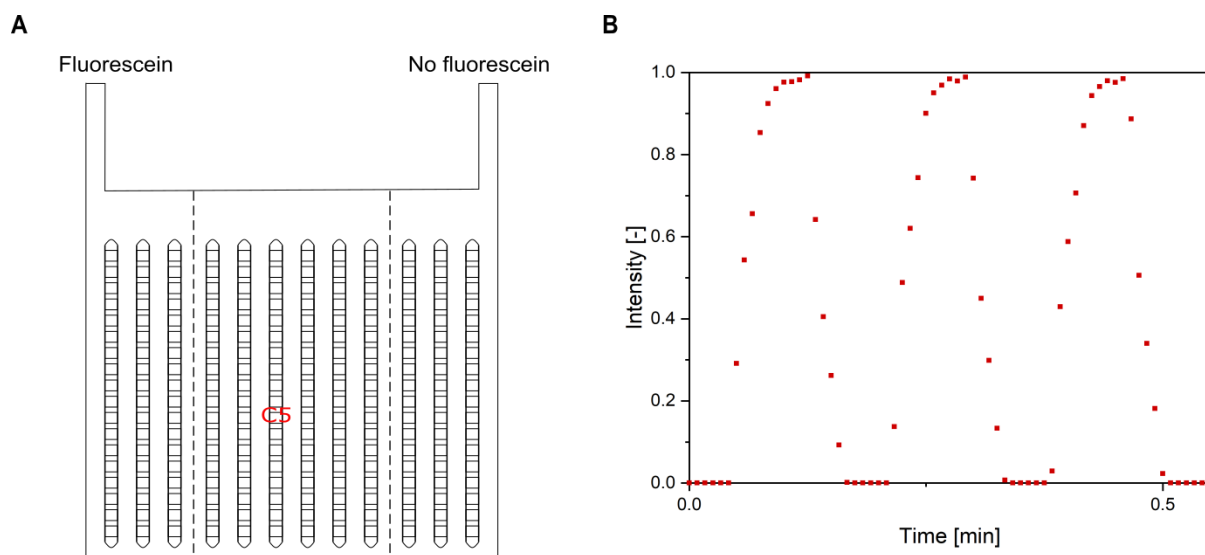 A
Fluorescein
No fluorescein
C5
B
1.0
0.8
0.6
0.4
0.2
0.0
Intensity [-]
0.0
0.5
Time [min]